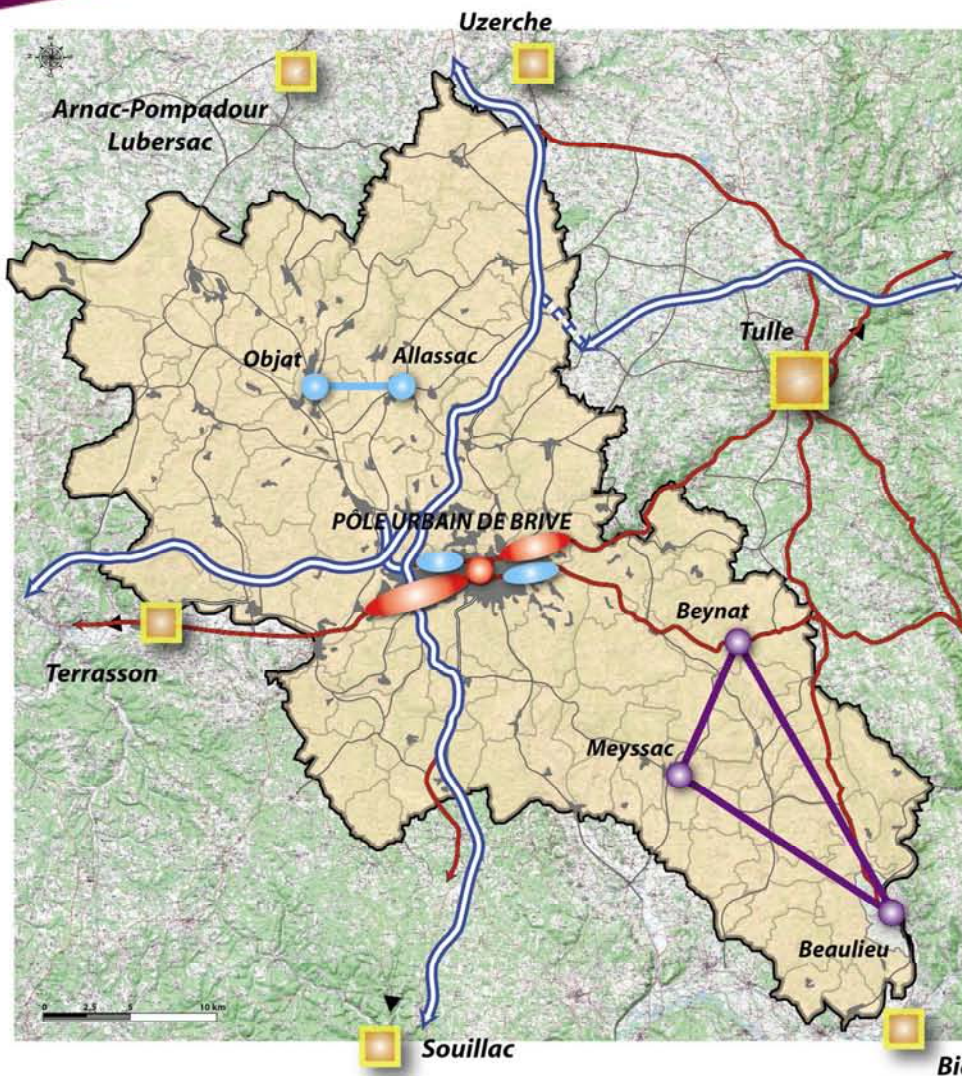 Uzerche
Arnac-Pompadour
Lubersac
Tulle
Objat
Allassac
PÔLE URBAIN DE BRIVE
Beynat
Terrasson
Meyssac
Beaulieu
0 2,5 5 10 km
Souillac